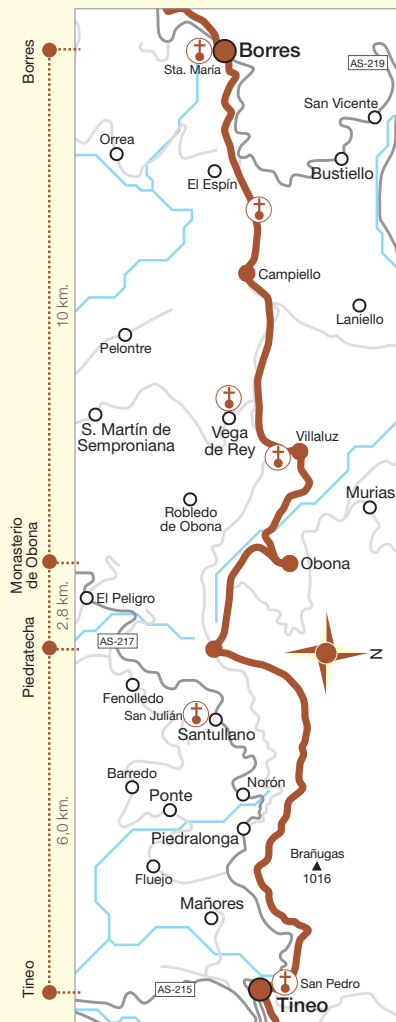 Borres
10 km.
Monasterio
de Obona
2,8 km.
Piedratecha
6,0 km.
Tineo
Borres
Sta. María
AS-219
San Vicente
Orrea
Bustiello
El Espín
Campiello
Laniello
Pelontre
S. Martín de
Semproniana
Vega
de Rey
Villaluz
Robledo
de Obona
Murias
Obona
El Peligro
AS-217
N
Fenolledo
San Julián
Santullano
Barredo
Norón
Ponte
Piedralonga
Brañugas
1016
Fluejo
Mañores
AS-215
San Pedro
Tineo